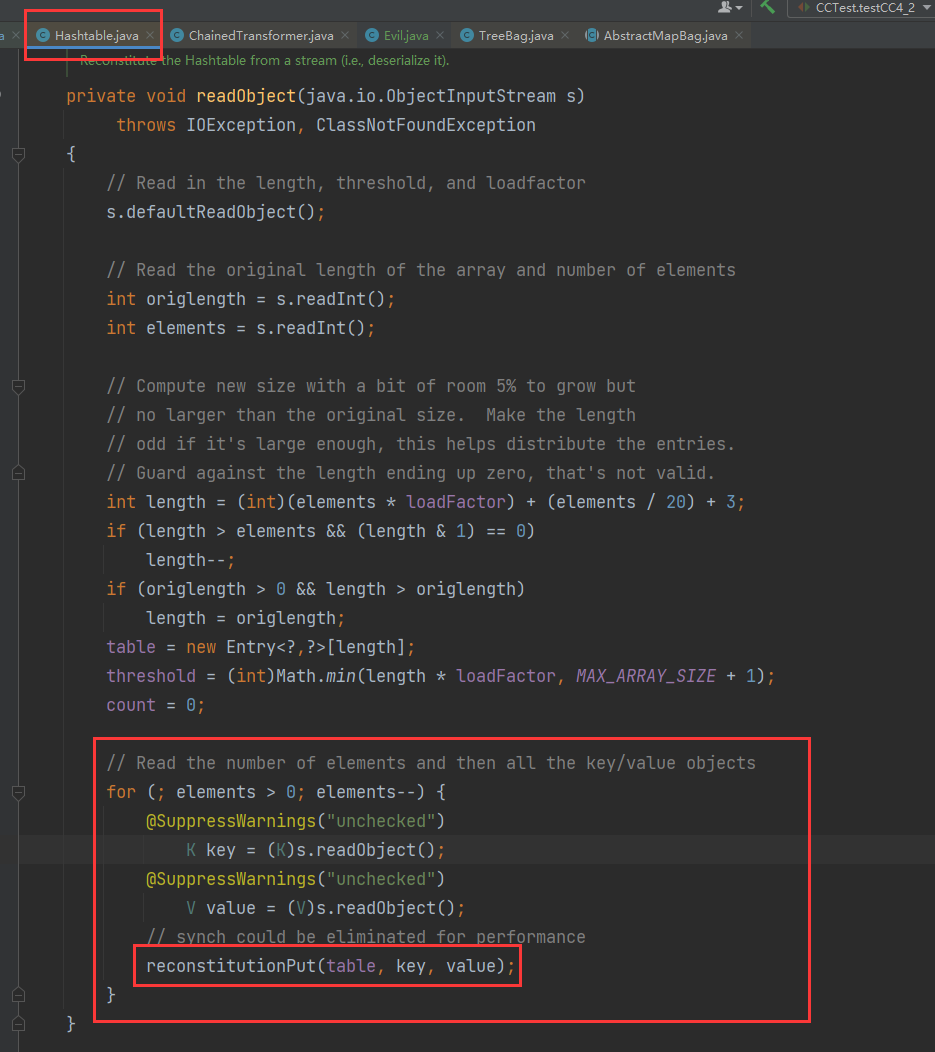 CCTest.testCC4_2
a × Hashtable.java × ChainedTransformer.java × Evil.java × TreeBag.java × AbstractMapBag.java ×
Reconstitute the Hashtable from a stream (i.e., deserialize it).
private void readObject(java.io.ObjectInputStream s)
throws IOException, ClassNotFoundException
{
// Read in the length, threshold, and loadfactor
s.defaultReadObject();
// Read the original length of the array and number of elements
int origlength = s.readInt();
int elements = s.readInt();
// Compute new size with a bit of room 5% to grow but
// no larger than the original size.  Make the length
// odd if it's large enough, this helps distribute the entries.
// Guard against the length ending up zero, that's not valid.
int length = (int)(elements * loadFactor) + (elements / 20) + 3;
if (length > elements && (length & 1) == 0)
length--;
if (origlength > 0 && length > origlength)
length = origlength;
table = new Entry<?,?>[length];
threshold = (int)Math.min(length * loadFactor, MAX_ARRAY_SIZE + 1);
count = 0;
// Read the number of elements and then all the key/value objects
for (; elements > 0; elements--) {
@SuppressWarnings("unchecked")
K key = (K)s.readObject();
@SuppressWarnings("unchecked")
V value = (V)s.readObject();
// synch could be eliminated for performance
reconstitutionPut(table, key, value);
}
}